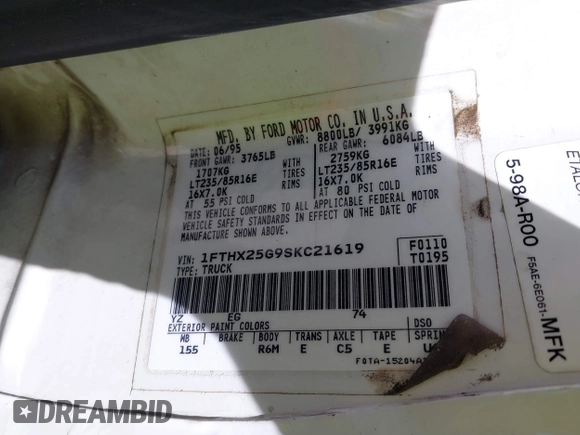 MFD. BY FORD MOTOR CO. IN U.S.A.
DATE: 06/95 GVWR: 8800LB/ 3991KG
FRONT GAWR: 3765LB REAR GAWR: 6084LB
1707KG WITH 2759KG WITH
LT235/85R16E TIRES LT235/85R16E TIRES
16X7.0K RIMS 16X7.0K RIMS
AT 55 PSI COLD AT 80 PSI COLD
THIS VEHICLE CONFORMS TO ALL APPLICABLE FEDERAL MOTOR
VEHICLE SAFETY STANDARDS IN EFFECT ON THE DATE OF
MANUFACTURE SHOWN ABOVE.
VIN: 1FTHX25G9SKC21619 F0110
TYPE: TRUCK T0195
YZ EG 74
EXTERIOR PAINT COLORS DSO
WB BRAKE BODY TRANS AXLE TAPE SPRING
155 R6M E C5 E
F0TA-15204A
5-98A-R00
F5AE-6E061-MFK
DREAMBID